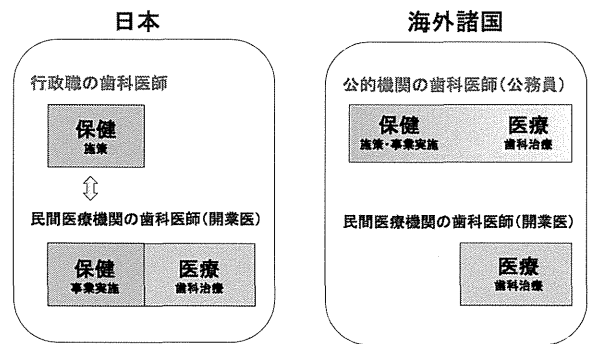 日本
行政職の歯科医師
保健
施策
民間医療機関の歯科医師(開業医)
保健
事業実施
医療
歯科治療
海外諸国
公的機関の歯科医師(公務員)
保健
施策・事業実施
医療
歯科治療
民間医療機関の歯科医師(開業医)
医療
歯科治療